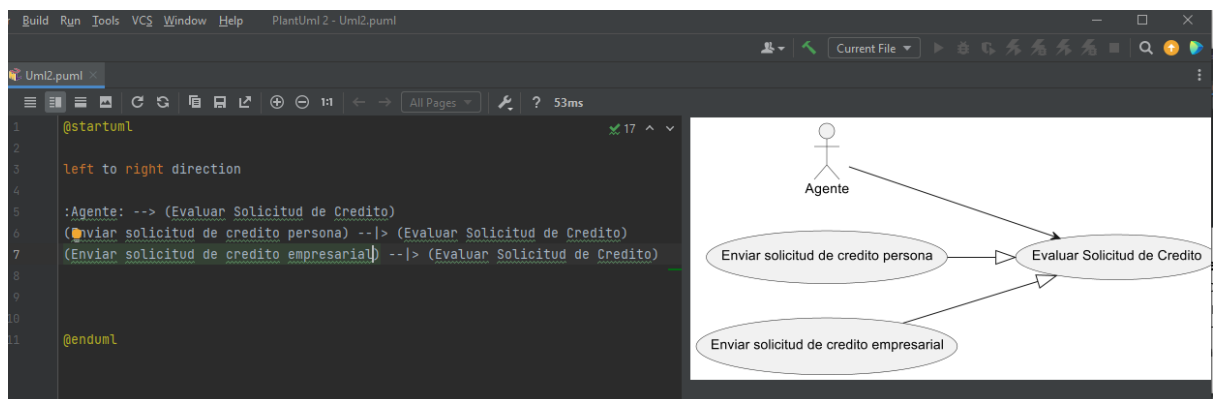 Build Run Tools VCS Window Help PlantUml 2 - Uml2.puml
Current File
Uml2.puml
1:1 All Pages ? 53ms
1 @startuml 17
2
3 left to right direction
4
5 :Agente: --> (Evaluar Solicitud de Credito)
6 (Enviar solicitud de credito persona) --|> (Evaluar Solicitud de Credito)
7 (Enviar solicitud de credito empresarial) --|> (Evaluar Solicitud de Credito)
8
9
10
11 @enduml
Agente
Enviar solicitud de credito persona
Evaluar Solicitud de Credito
Enviar solicitud de credito empresarial